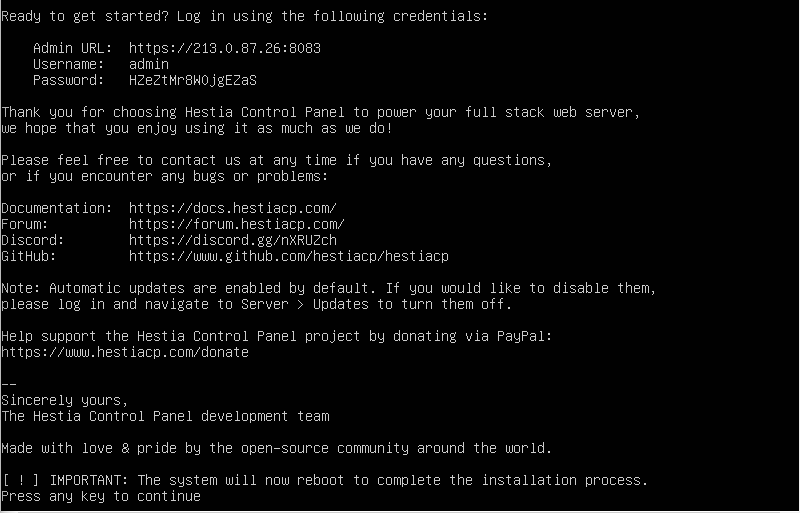 Ready to get started? Log in using the following credentials:
Admin URL: https://213.0.87.26:8083
Username: admin
Password: HZeZtMr8W0jgEZaS
Thank you for choosing Hestia Control Panel to power your full stack web server,
we hope that you enjoy using it as much as we do!
Please feel free to contact us at any time if you have any questions,
or if you encounter any bugs or problems:
Documentation: https://docs.hestiacp.com/
Forum: https://forum.hestiacp.com/
Discord: https://discord.gg/nXRUZch
GitHub: https://www.github.com/hestiacp/hestiacp
Note: Automatic updates are enabled by default. If you would like to disable them,
please log in and navigate to Server > Updates to turn them off.
Help support the Hestia Control Panel project by donating via PayPal:
https://www.hestiacp.com/donate
--
Sincerely yours,
The Hestia Control Panel development team
Made with love & pride by the open-source community around the world.
[ ! ] IMPORTANT: The system will now reboot to complete the installation process.
Press any key to continue